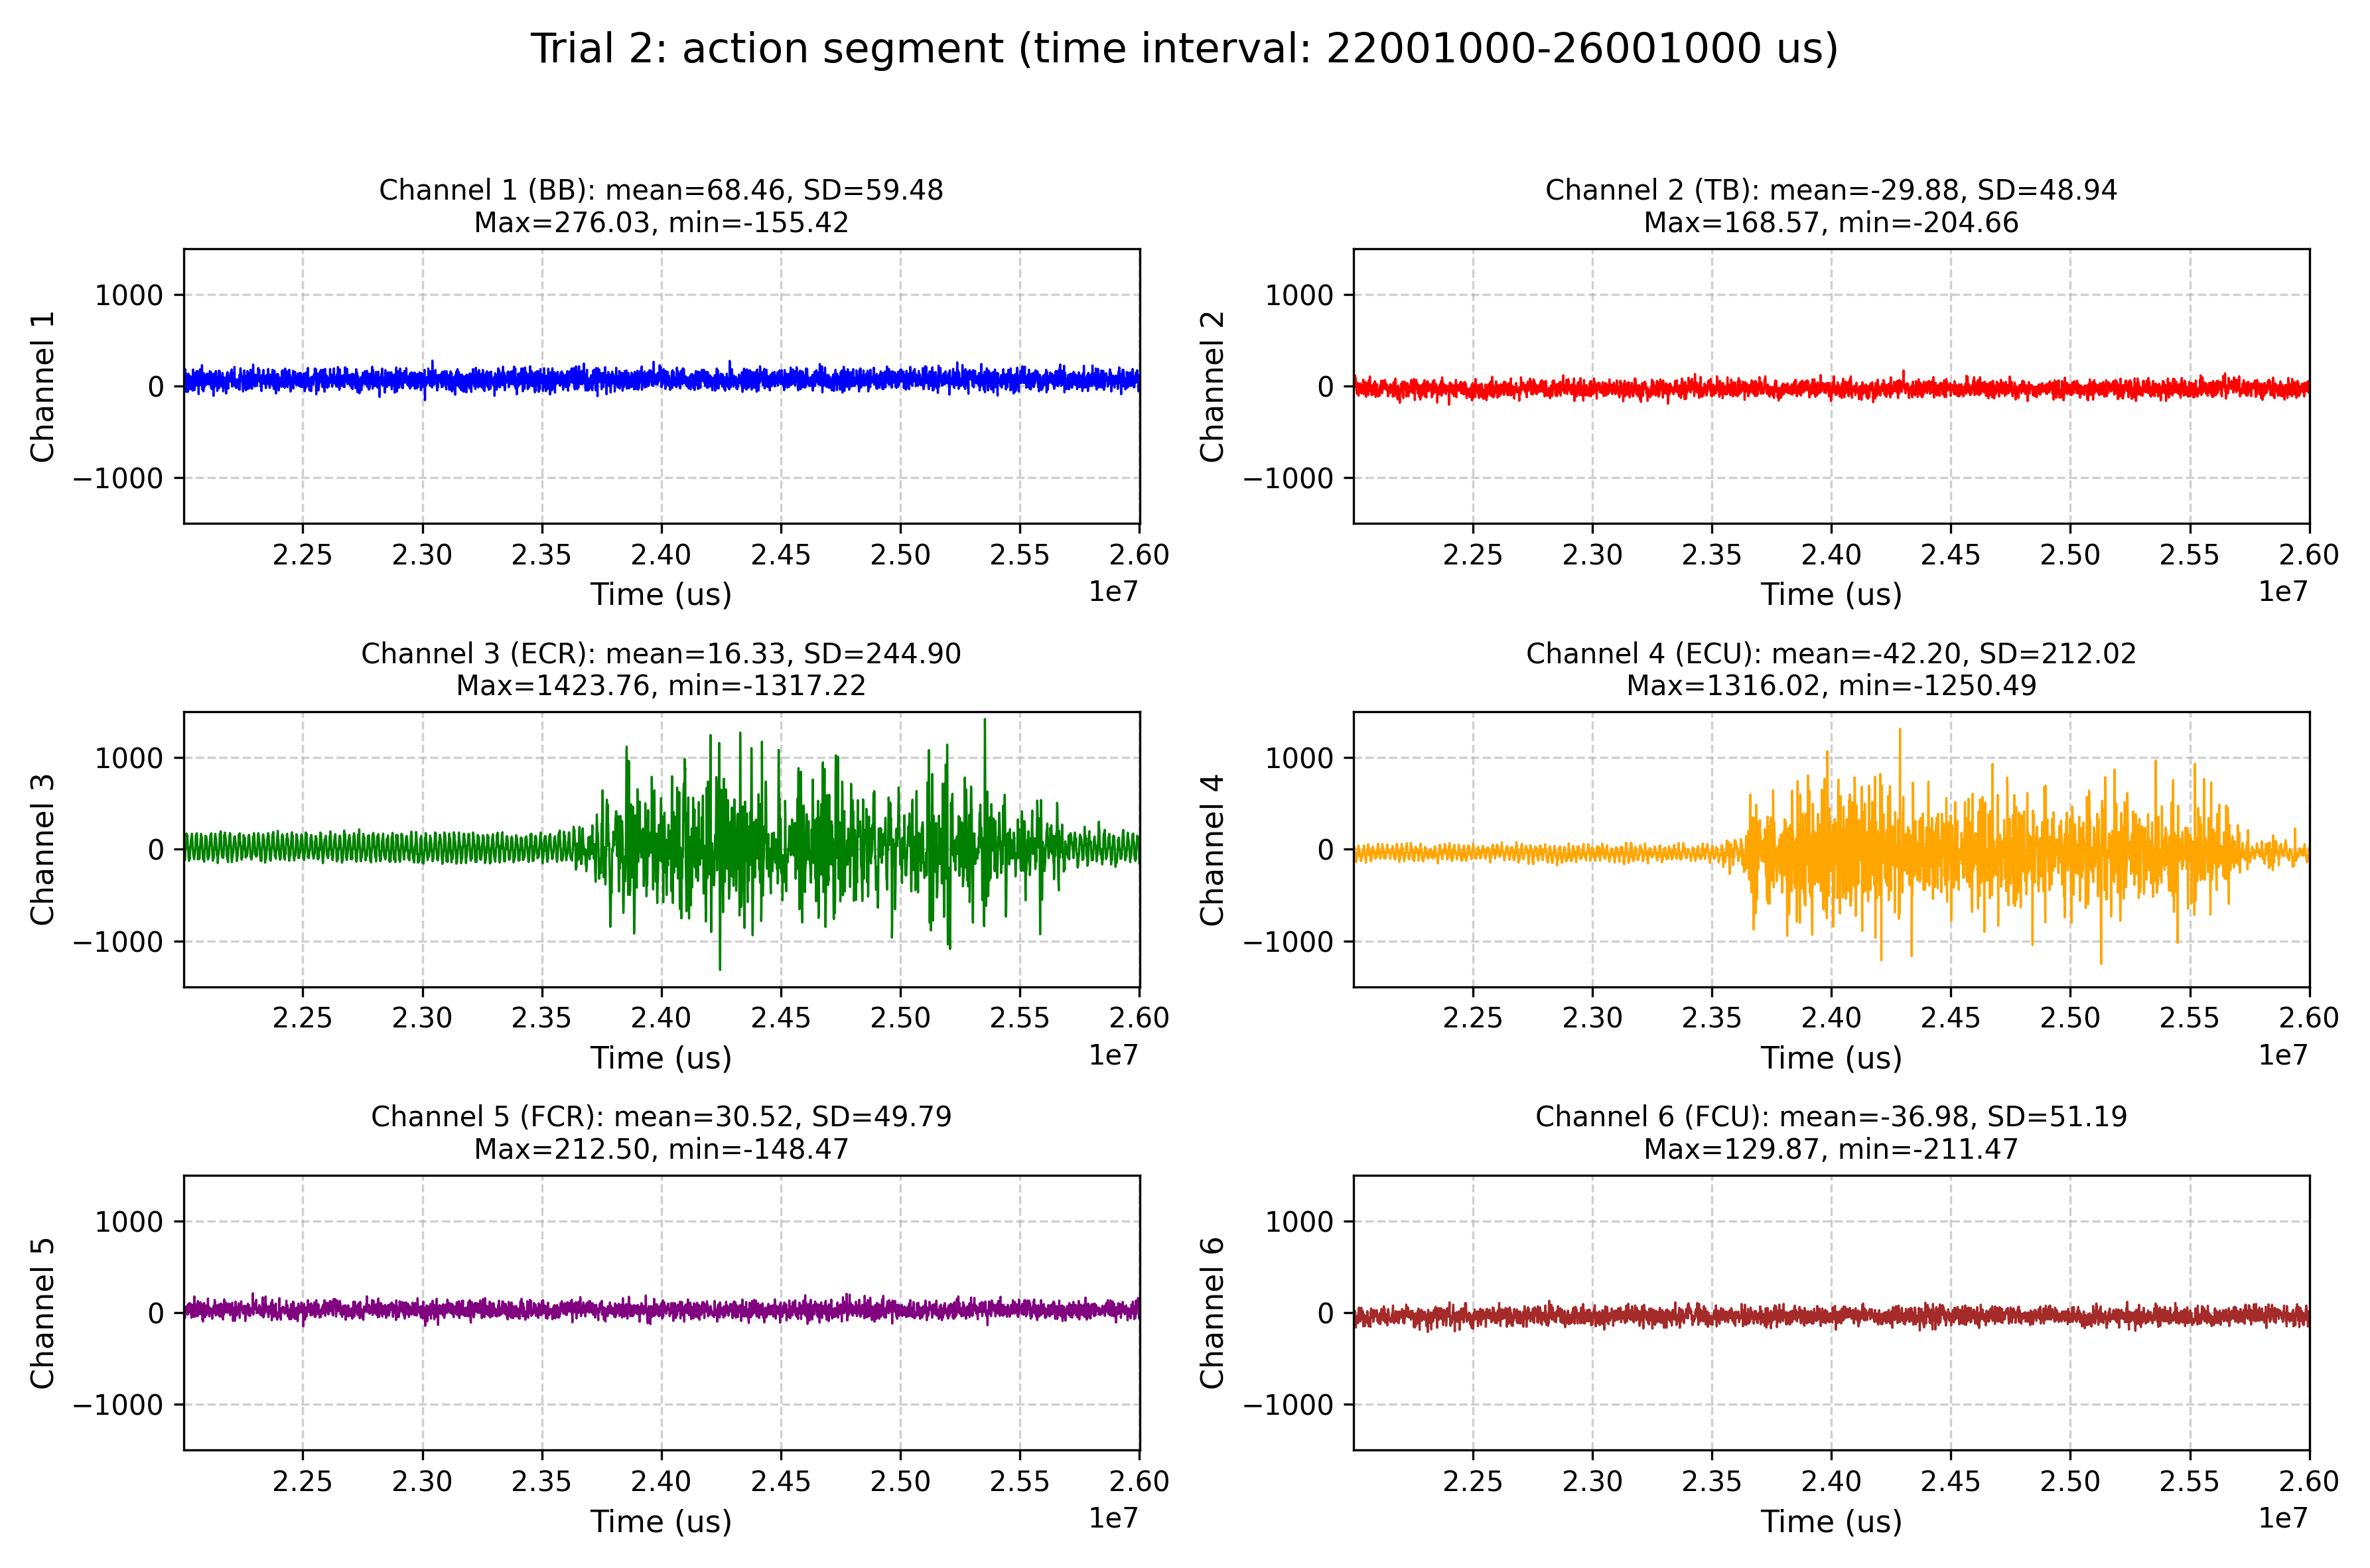 Trial 2: action segment (time interval: 22001000-26001000 us)
Channel 1 (BB): mean=68.46, SD=59.48
Max=276.03, min=-155.42
1000
0
−1000
Channel 1
2.25 2.30 2.35 2.40 2.45 2.50 2.55 2.60
Time (us)
1e7
Channel 2 (TB): mean=-29.88, SD=48.94
Max=168.57, min=-204.66
1000
0
−1000
Channel 2
2.25 2.30 2.35 2.40 2.45 2.50 2.55 2.60
Time (us)
1e7
Channel 3 (ECR): mean=16.33, SD=244.90
Max=1423.76, min=-1317.22
1000
0
−1000
Channel 3
2.25 2.30 2.35 2.40 2.45 2.50 2.55 2.60
Time (us)
1e7
Channel 4 (ECU): mean=-42.20, SD=212.02
Max=1316.02, min=-1250.49
1000
0
−1000
Channel 4
2.25 2.30 2.35 2.40 2.45 2.50 2.55 2.60
Time (us)
1e7
Channel 5 (FCR): mean=30.52, SD=49.79
Max=212.50, min=-148.47
1000
0
−1000
Channel 5
2.25 2.30 2.35 2.40 2.45 2.50 2.55 2.60
Time (us)
1e7
Channel 6 (FCU): mean=-36.98, SD=51.19
Max=129.87, min=-211.47
1000
0
−1000
Channel 6
2.25 2.30 2.35 2.40 2.45 2.50 2.55 2.60
Time (us)
1e7